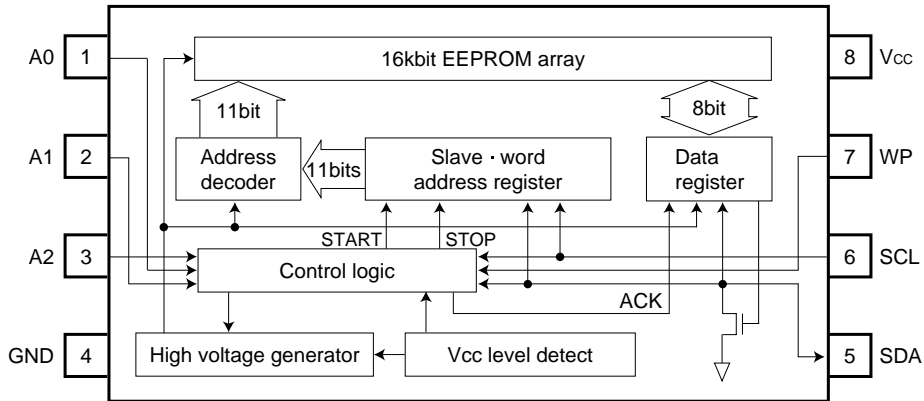 A0 1
16kbit EEPROM array
8 Vcc
11bit
8bit
A1 2
Address
decoder
11bits
Slave · word
address register
Data
register
7 WP
START STOP
A2 3
Control logic
6 SCL
ACK
GND 4
High voltage generator
Vcc level detect
5 SDA